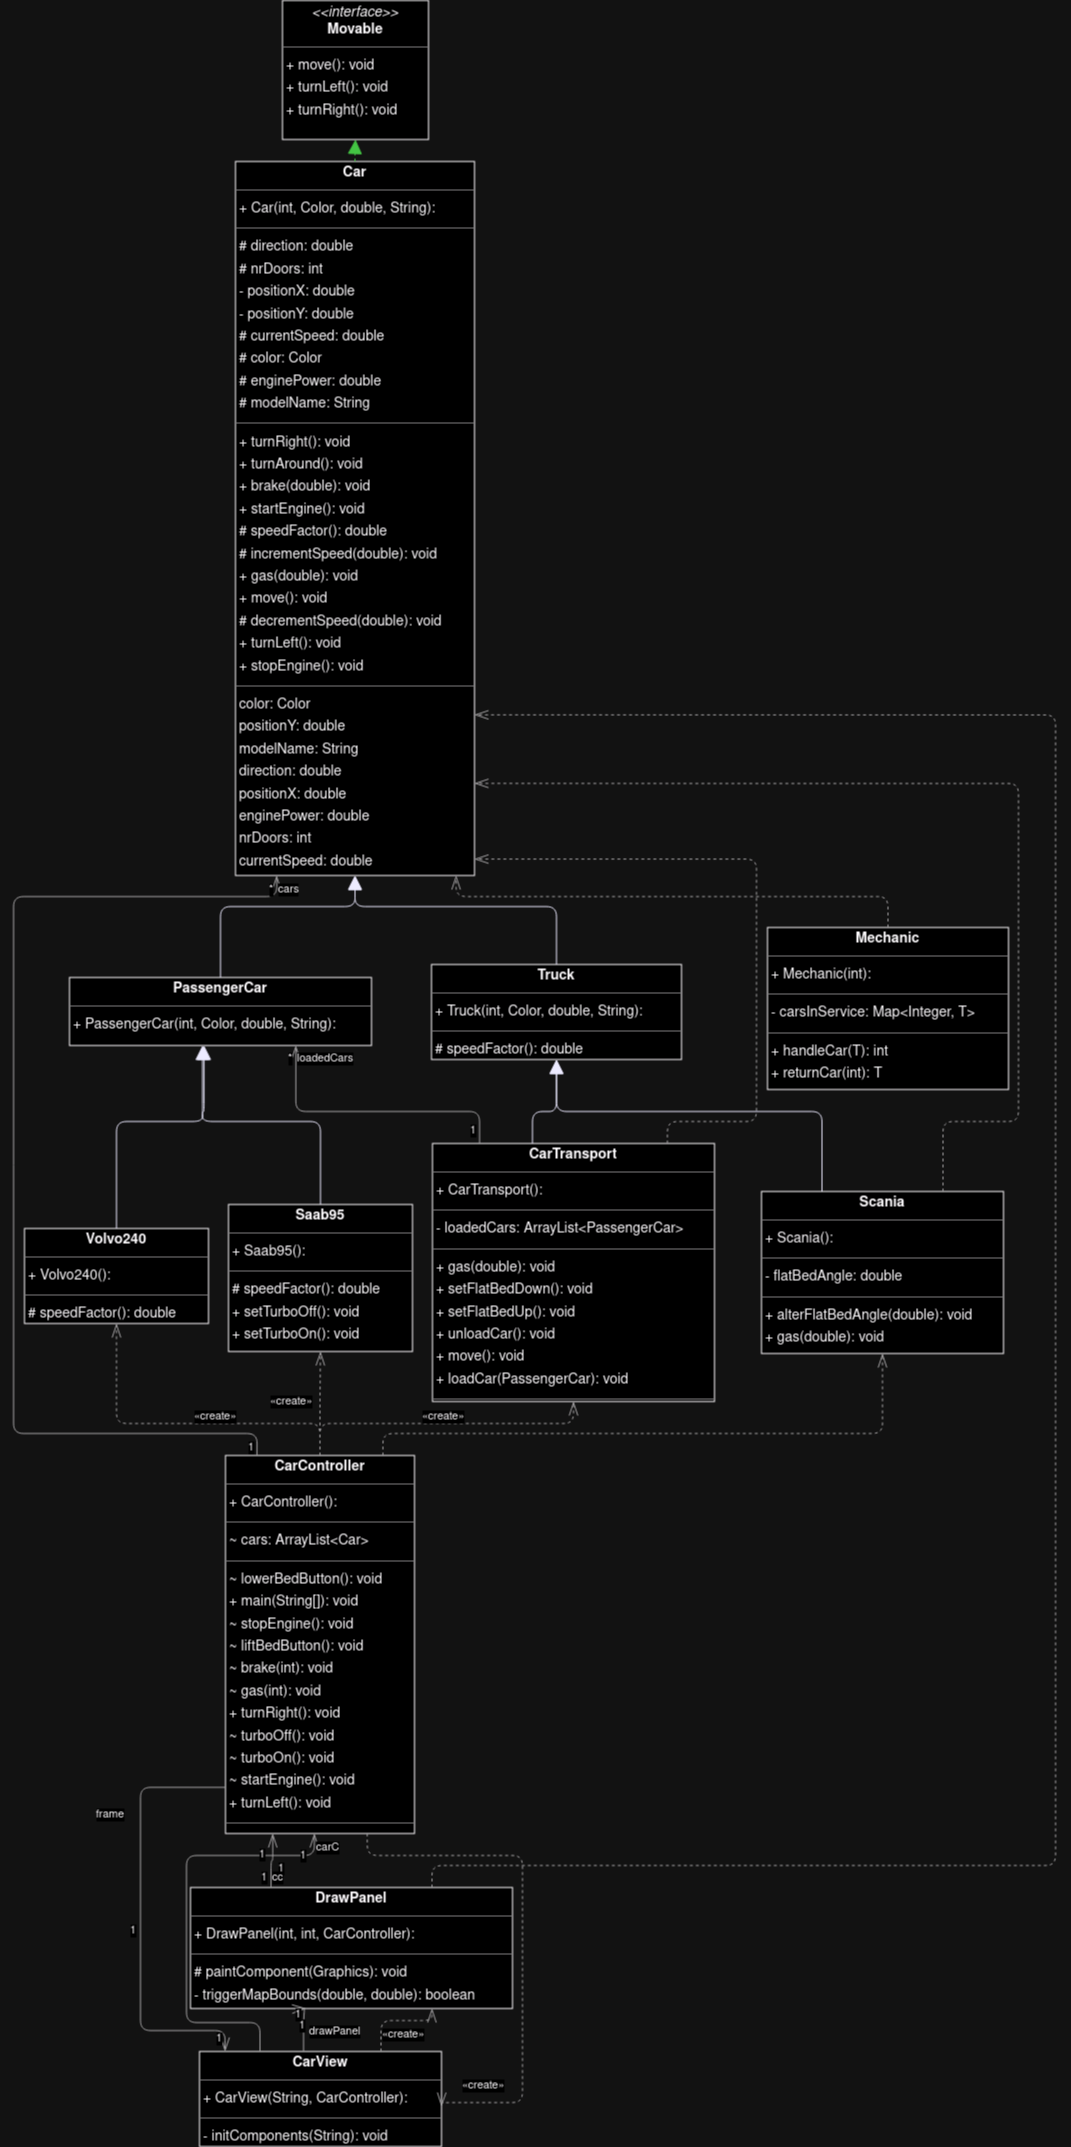 <<interface>>
Movable
+ move(): void
+ turnLeft(): void
+ turnRight(): void
Car
+ Car(int, Color, double, String):
# direction: double
# nrDoors: int
- positionX: double
- positionY: double
# currentSpeed: double
# color: Color
# enginePower: double
# modelName: String
+ turnRight(): void
+ turnAround(): void
+ brake(double): void
+ startEngine(): void
# speedFactor(): double
# incrementSpeed(double): void
+ gas(double): void
+ move(): void
# decrementSpeed(double): void
+ turnLeft(): void
+ stopEngine(): void
color: Color
positionY: double
modelName: String
direction: double
positionX: double
enginePower: double
nrDoors: int
currentSpeed: double
* cars
Mechanic
+ Mechanic(int):
- carsInService: Map<Integer, T>
+ handleCar(T): int
+ returnCar(int): T
PassengerCar
+ PassengerCar(int, Color, double, String):
Truck
+ Truck(int, Color, double, String):
# speedFactor(): double
* loadedCars
1
CarTransport
+ CarTransport():
- loadedCars: ArrayList<PassengerCar>
+ gas(double): void
+ setFlatBedDown(): void
+ setFlatBedUp(): void
+ unloadCar(): void
+ move(): void
+ loadCar(PassengerCar): void
Scania
+ Scania():
- flatBedAngle: double
+ alterFlatBedAngle(double): void
+ gas(double): void
Saab95
+ Saab95():
# speedFactor(): double
+ setTurboOff(): void
+ setTurboOn(): void
Volvo240
+ Volvo240():
# speedFactor(): double
«create»
«create»
«create»
1
CarController
+ CarController():
~ cars: ArrayList<Car>
~ lowerBedButton(): void
+ main(String[]): void
~ stopEngine(): void
~ liftBedButton(): void
~ brake(int): void
~ gas(int): void
+ turnRight(): void
~ turboOff(): void
~ turboOn(): void
~ startEngine(): void
+ turnLeft(): void
frame
carC
1
1
1
1 cc
1
DrawPanel
+ DrawPanel(int, int, CarController):
# paintComponent(Graphics): void
- triggerMapBounds(double, double): boolean
1
1
drawPanel
«create»
1
CarView
+ CarView(String, CarController):
- initComponents(String): void
«create»